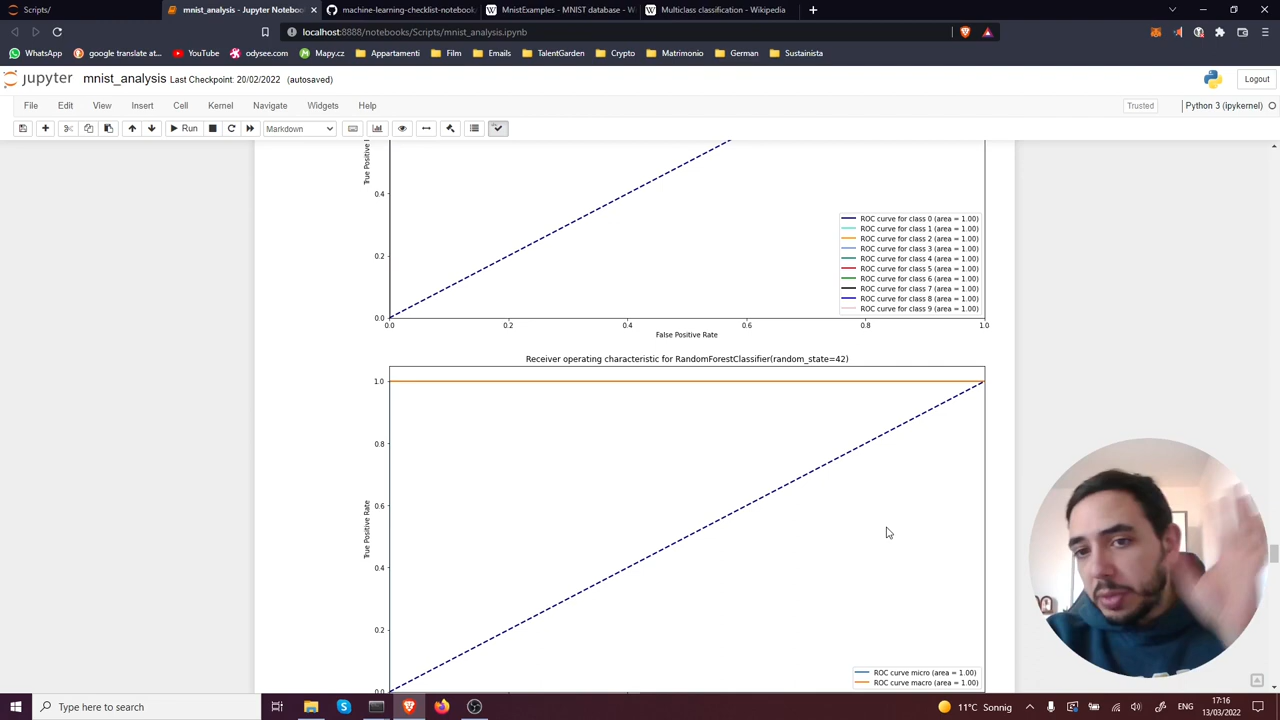 Scripts/
mnist_analysis - Jupyter Notebook
machine-learning-checklist-notebook
MnistExamples - MNIST database - W
Multiclass classification - Wikipedia
localhost:8888/notebooks/Scripts/mnist_analysis.ipynb
WhatsApp
google translate at...
YouTube
odysee.com
Mapy.cz
Appartamenti
Film
Emails
TalentGarden
Crypto
Matrimonio
German
Sustainista
jupyter mnist_analysis Last Checkpoint: 20/02/2022 (autosaved)
Logout
File Edit View Insert Cell Kernel Navigate Widgets Help
Trusted
Python 3 (ipykernel)
Run
Markdown
True Positive R
0.4
0.2
0.0
ROC curve for class 0 (area = 1.00)
ROC curve for class 1 (area = 1.00)
ROC curve for class 2 (area = 1.00)
ROC curve for class 3 (area = 1.00)
ROC curve for class 4 (area = 1.00)
ROC curve for class 5 (area = 1.00)
ROC curve for class 6 (area = 1.00)
ROC curve for class 7 (area = 1.00)
ROC curve for class 8 (area = 1.00)
ROC curve for class 9 (area = 1.00)
0.0 0.2 0.4 0.6 0.8 1.0
False Positive Rate
Receiver operating characteristic for RandomForestClassifier(random_state=42)
1.0
0.8
0.6
0.4
0.2
0.0
True Positive Rate
ROC curve micro (area = 1.00)
ROC curve macro (area = 1.00)
Type here to search
11°C Sonnig
ENG
17:16
13/03/2022